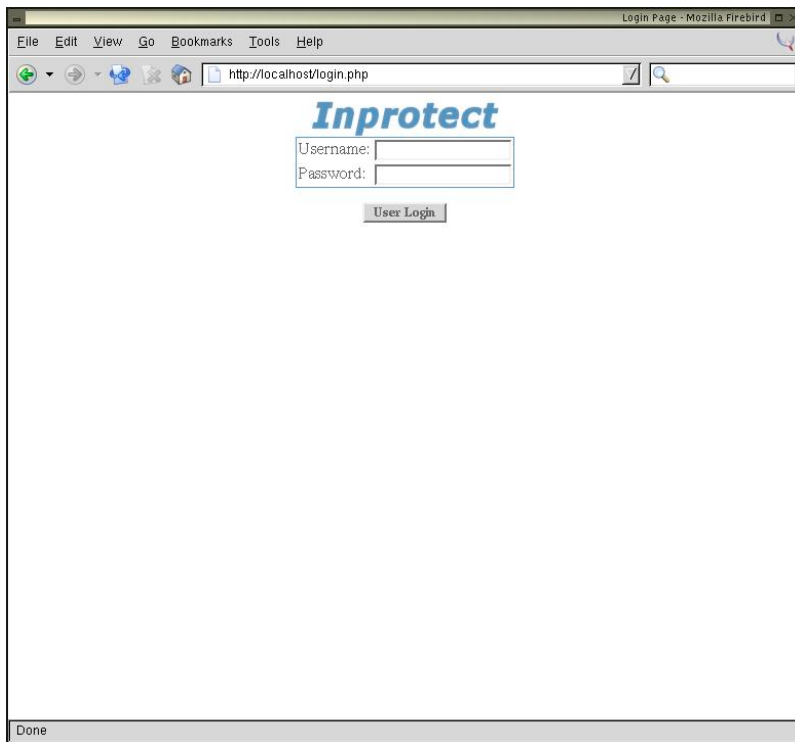 Login Page - Mozilla Firebird
File Edit View Go Bookmarks Tools Help
http://localhost/login.php
Inprotect
Username:
Password:
User Login
Done